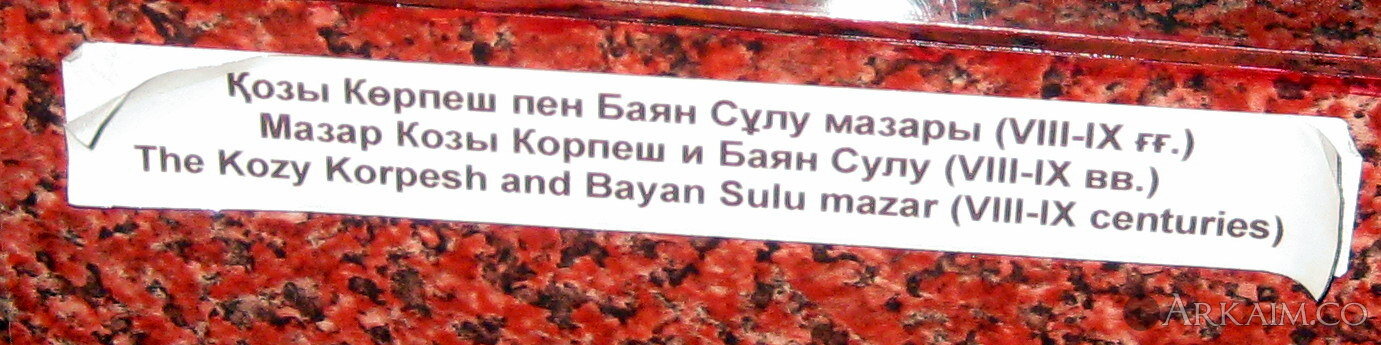 Қозы Көрпеш пен Баян Сұлу мазары (VIII-IX ғғ.)
Мазар Козы Корпеш и Баян Сулу (VIII-IX вв.)
The Kozy Korpesh and Bayan Sulu mazar (VIII-IX centuries)
ARKAIM.CO